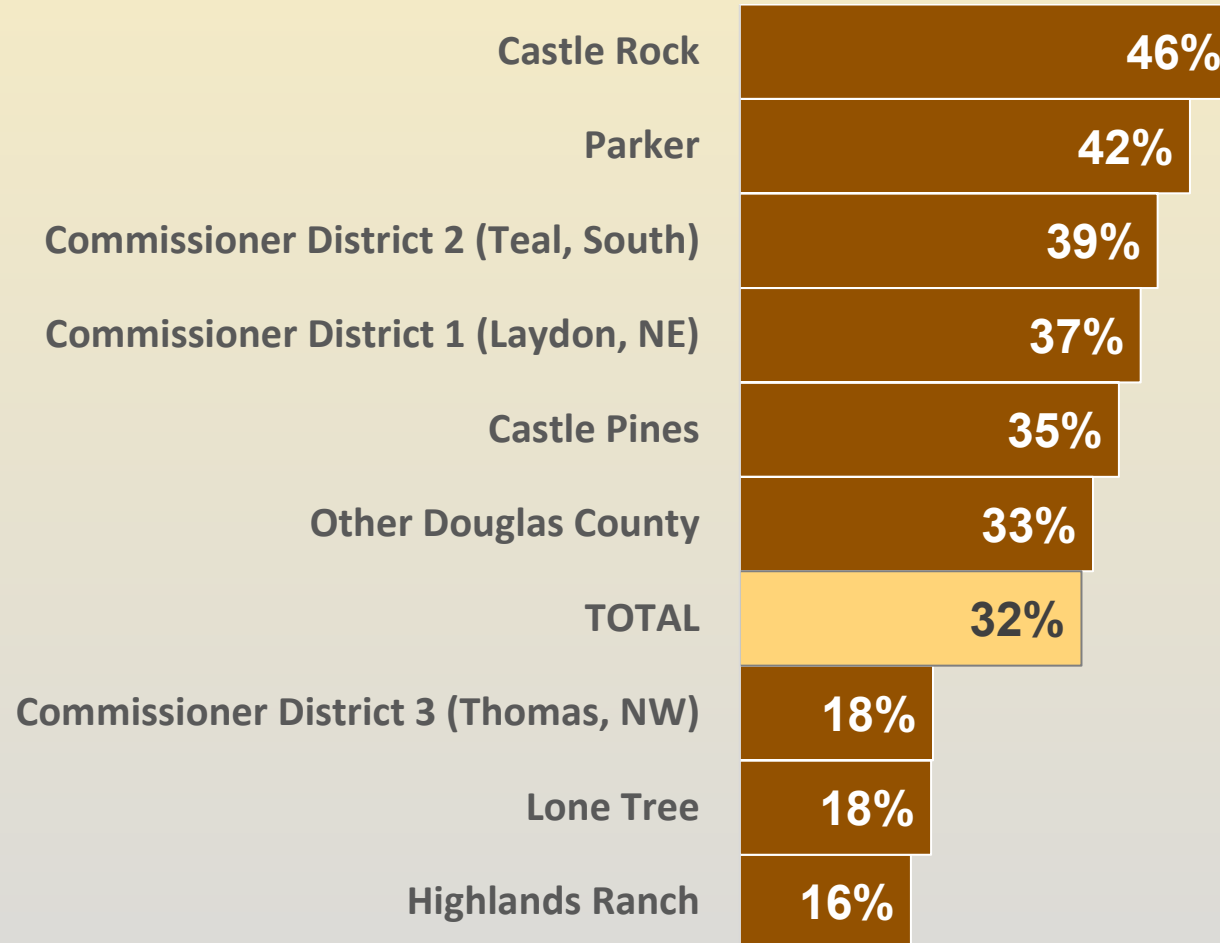 Castle Rock 46%
Parker 42%
Commissioner District 2 (Teal, South) 39%
Commissioner District 1 (Laydon, NE) 37%
Castle Pines 35%
Other Douglas County 33%
TOTAL 32%
Commissioner District 3 (Thomas, NW) 18%
Lone Tree 18%
Highlands Ranch 16%